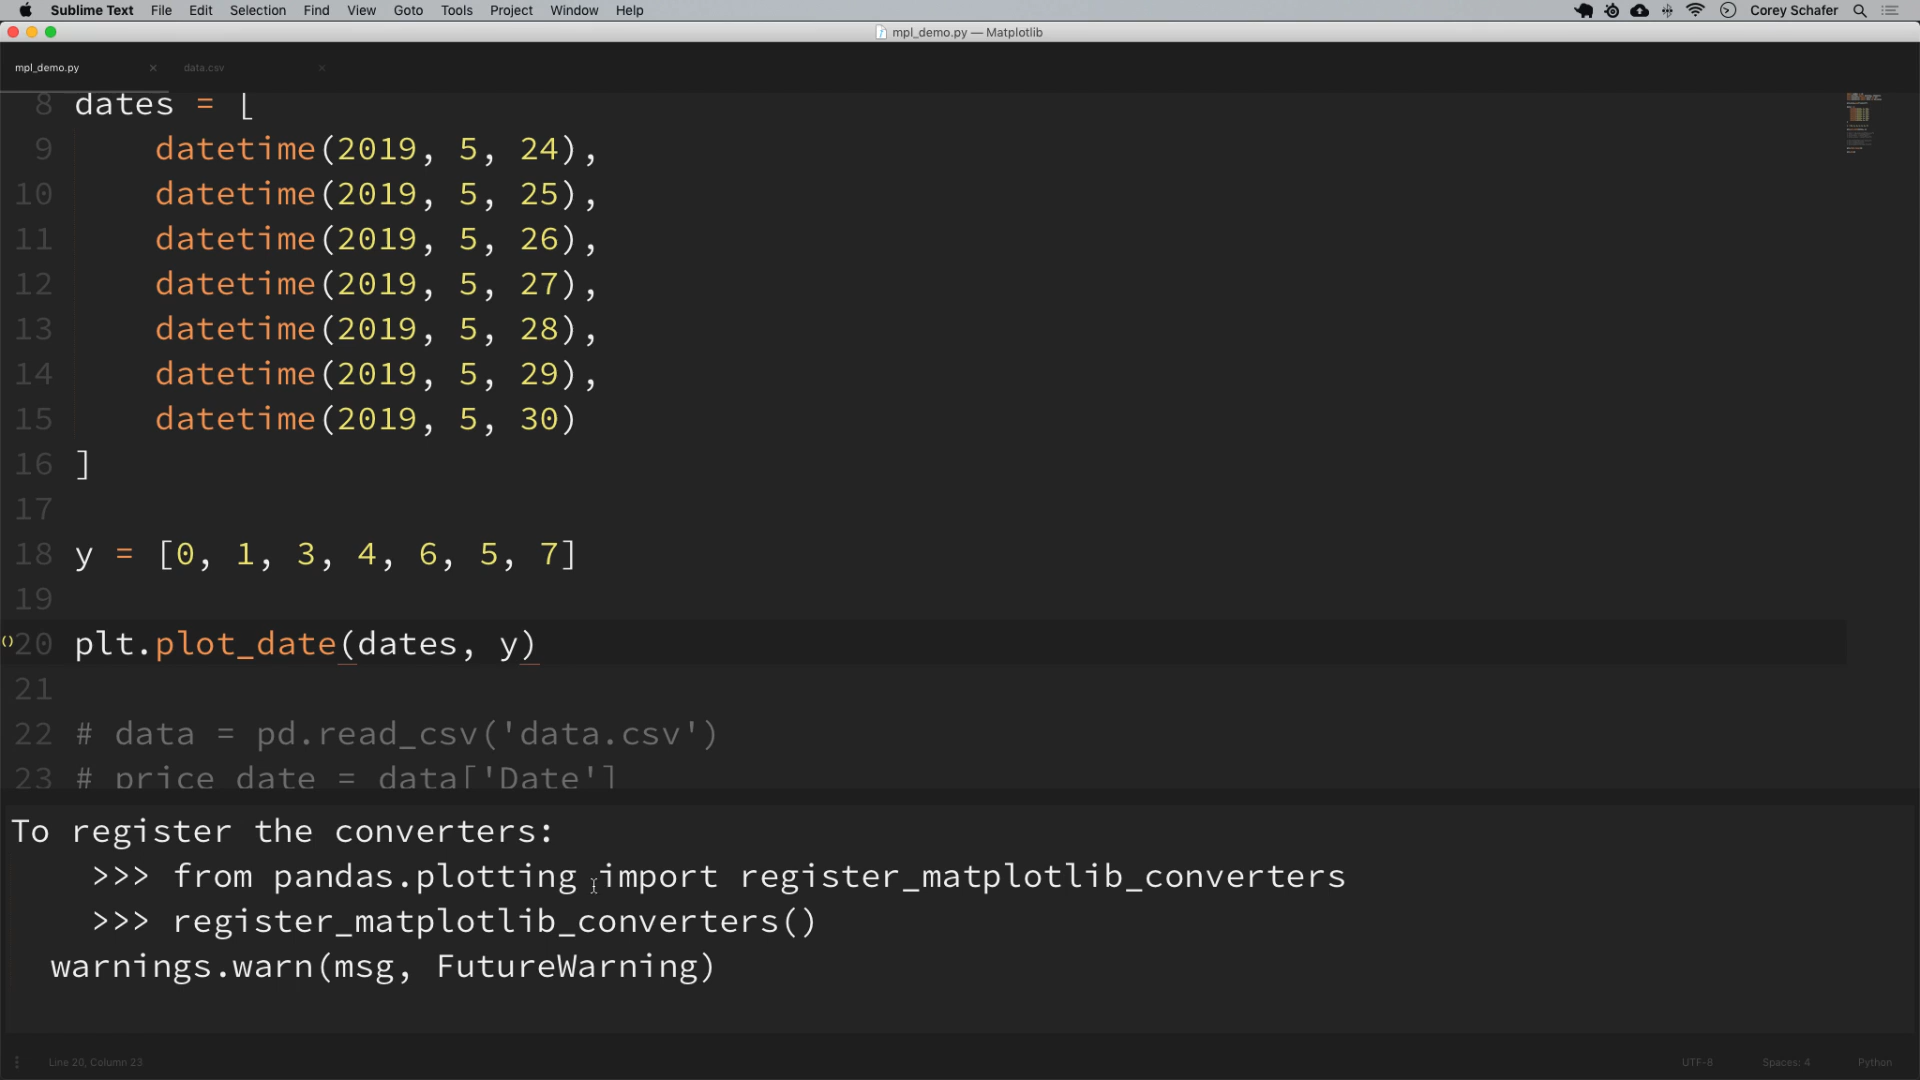 Sublime Text File Edit Selection Find View Goto Tools Project Window Help Corey Schafer
mpl_demo.py — Matplotlib
mpl_demo.py × data.csv ×
8 dates = [
9 datetime(2019, 5, 24),
10 datetime(2019, 5, 25),
11 datetime(2019, 5, 26),
12 datetime(2019, 5, 27),
13 datetime(2019, 5, 28),
14 datetime(2019, 5, 29),
15 datetime(2019, 5, 30)
16 ]
17
18 y = [0, 1, 3, 4, 6, 5, 7]
19
()20 plt.plot_date(dates, y)
21
22 # data = pd.read_csv('data.csv')
23 # price_date = data['Date']
To register the converters:
>>> from pandas.plotting import register_matplotlib_converters
>>> register_matplotlib_converters()
warnings.warn(msg, FutureWarning)
Line 20, Column 23 UTF-8 Spaces: 4 Python